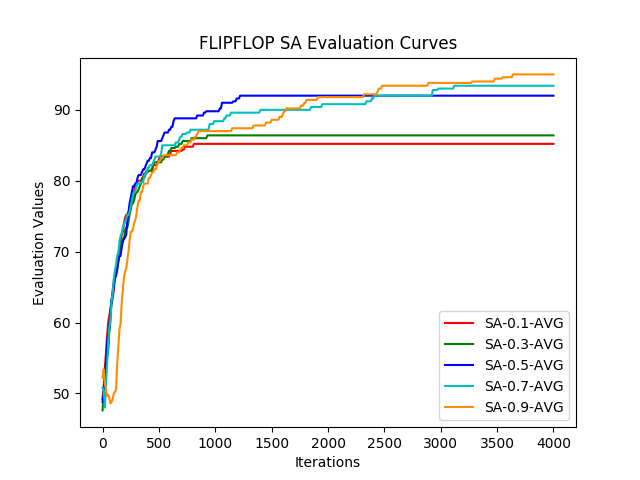 FLIPFLOP SA Evaluation Curves
Evaluation Values
90
80
70
60
50
0 500 1000 1500 2000 2500 3000 3500 4000
Iterations
SA-0.1-AVG
SA-0.3-AVG
SA-0.5-AVG
SA-0.7-AVG
SA-0.9-AVG